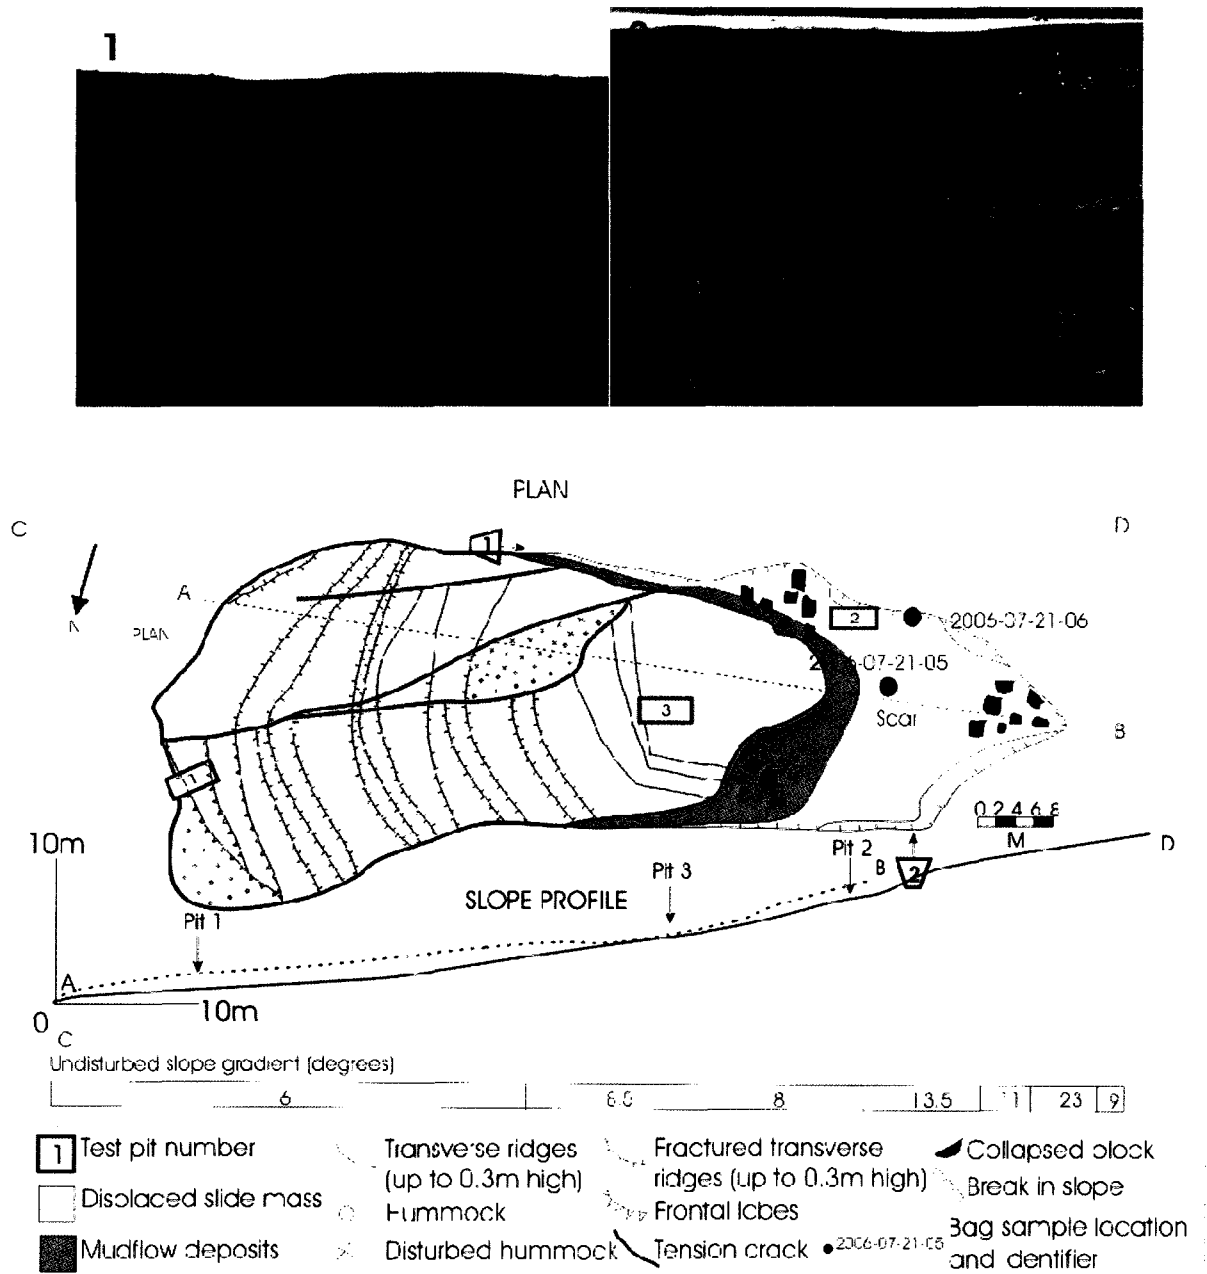 1
PLAN
C
D
A
N
PLAN
1
2
2006-07-21-06
07-21-05
Scar
3
B
0 2 4 6 8
M
10m
Pit 1
SLOPE PROFILE
Pit 3
Pit 2
B
2
D
A
0
10m
C
Undisturbed slope gradient (degrees)
6
8
13.5
11
23
9
1
Test pit number
Displaced slide mass
Mudflow deposits
Transverse ridges
(up to 0.3m high)
Hummock
Disturbed hummock
Fractured transverse
ridges (up to 0.3m high)
Frontal lobes
Tension crack
Collapsed block
Break in slope
2006-07-21-05
Bag sample location
and identifier